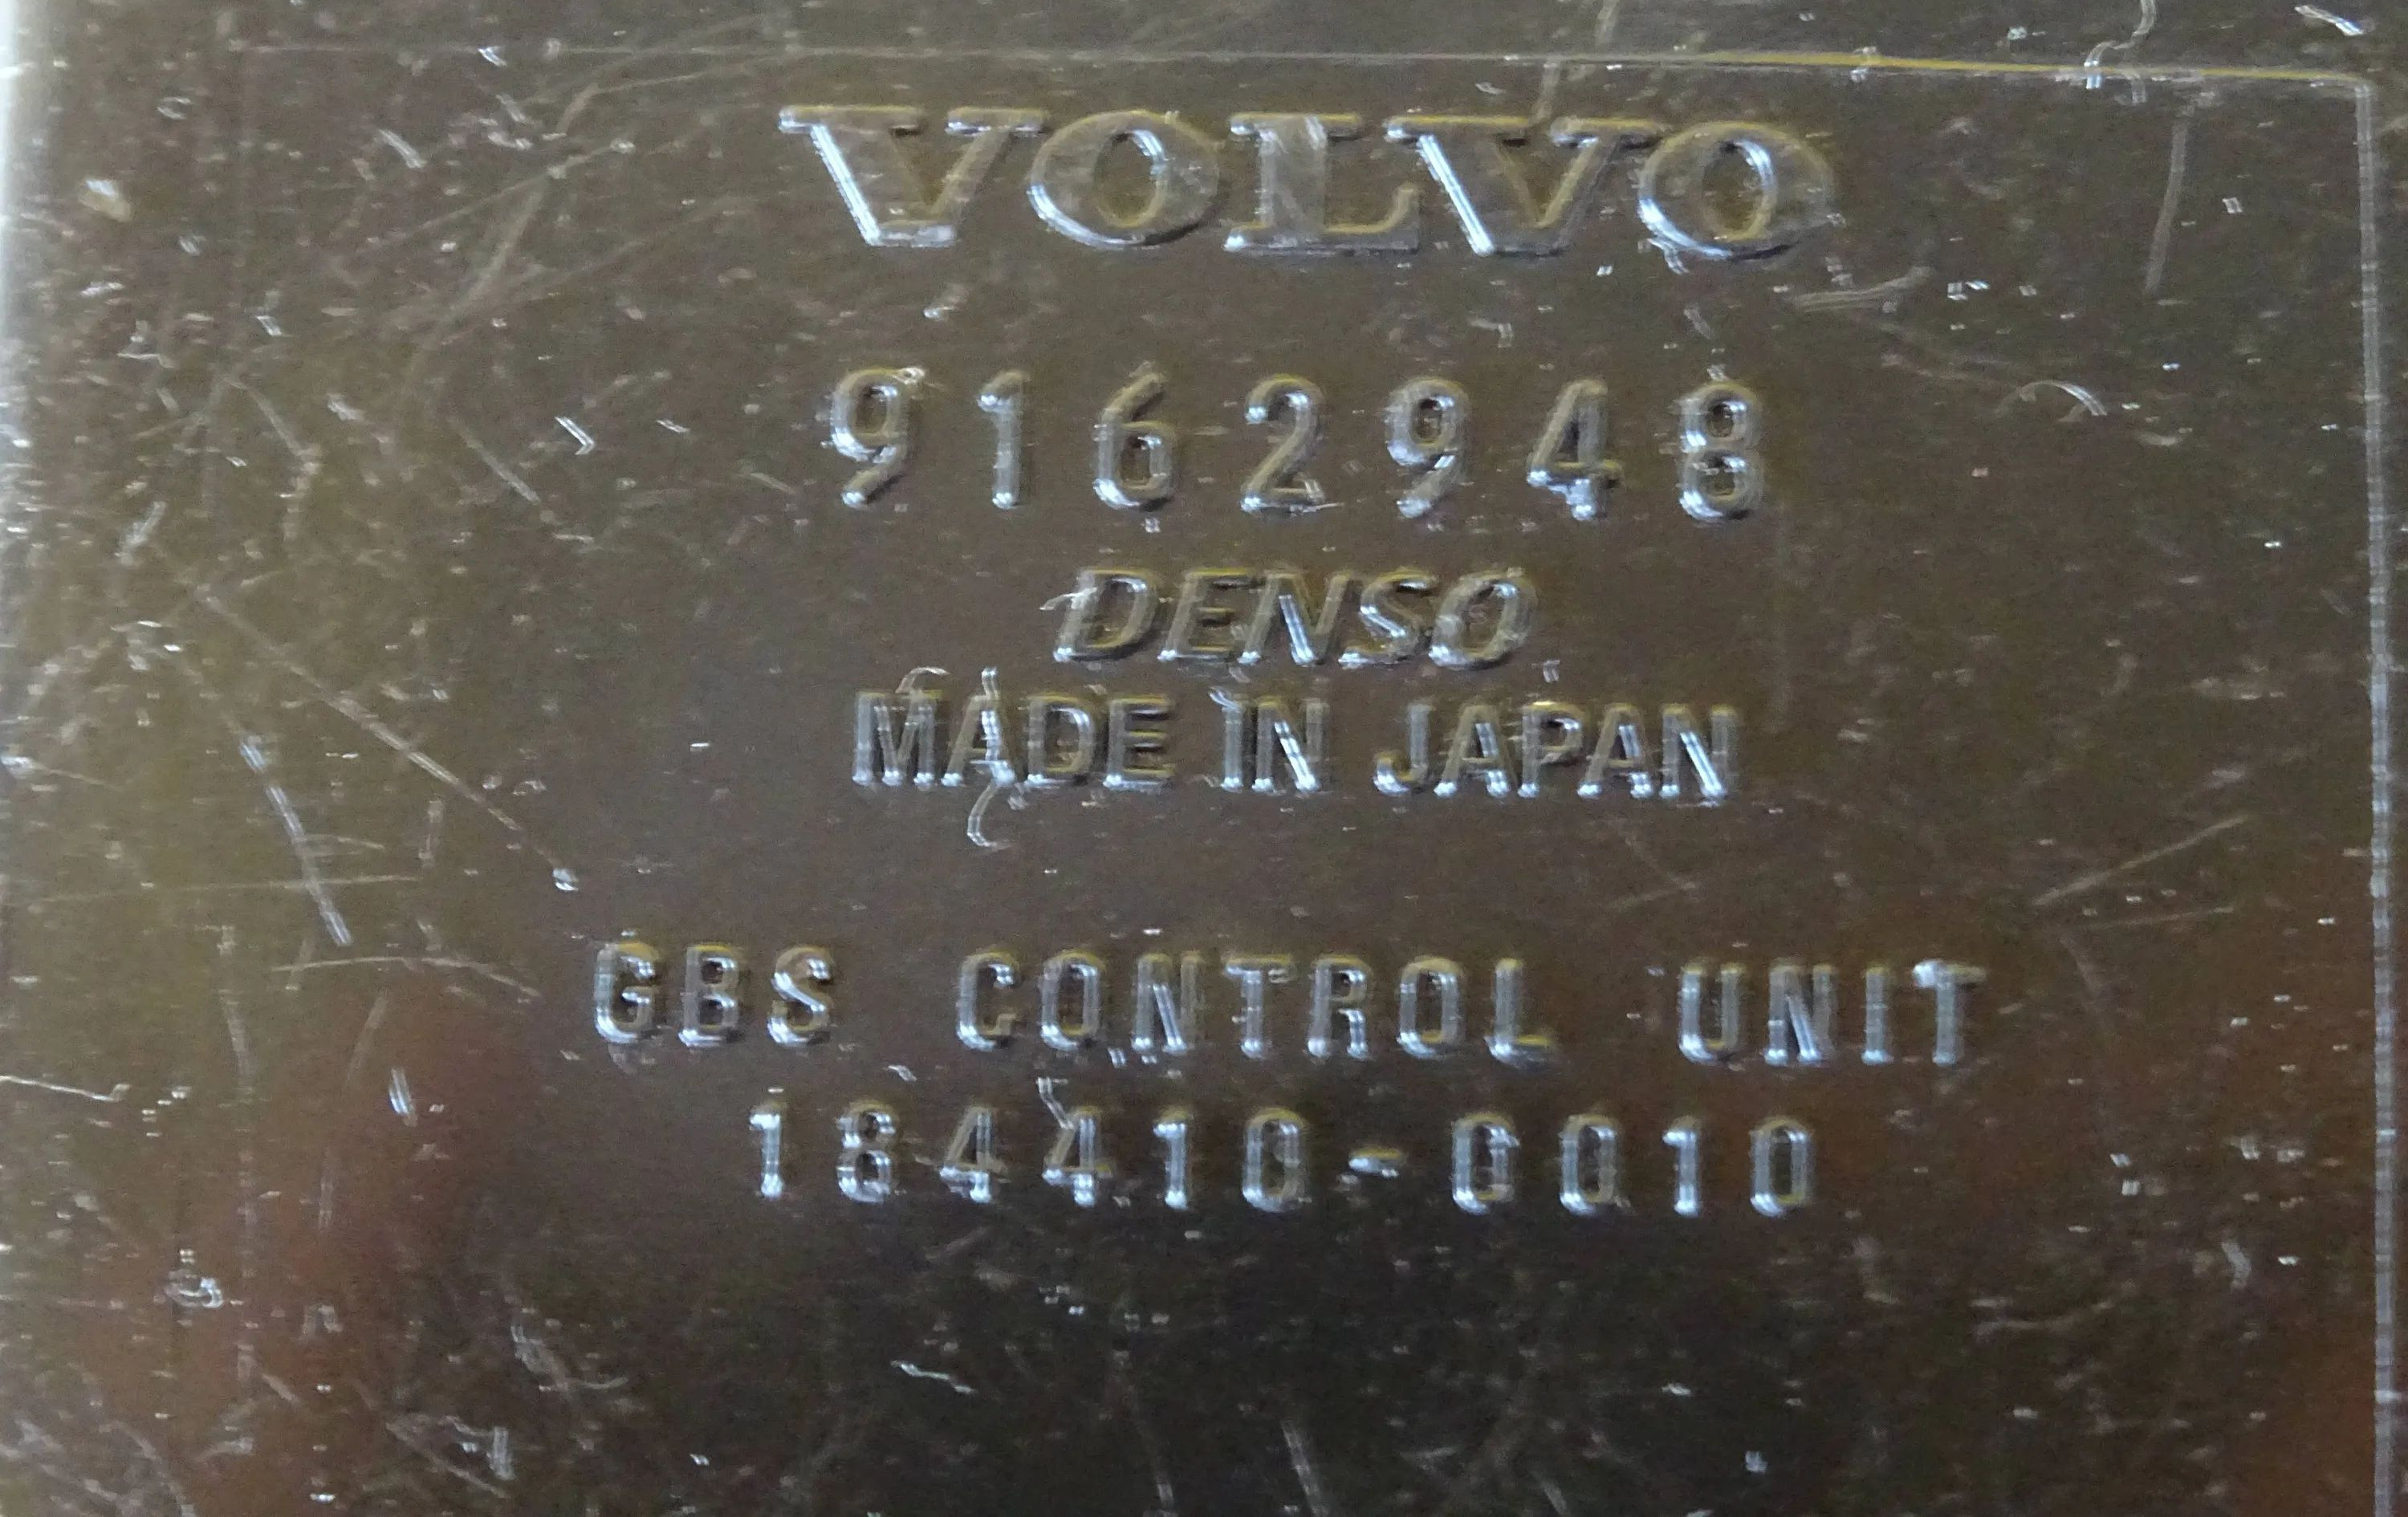 VOLVO
9162948
DENSO
MADE IN JAPAN
GBS CONTROL UNIT
184410-0010